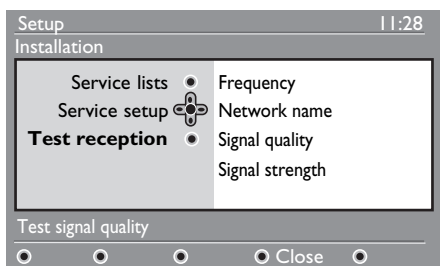 Setup 11:28
Installation
Service lists Frequency
Service setup Network name
Test reception Signal quality
Signal strength
Test signal quality
Close